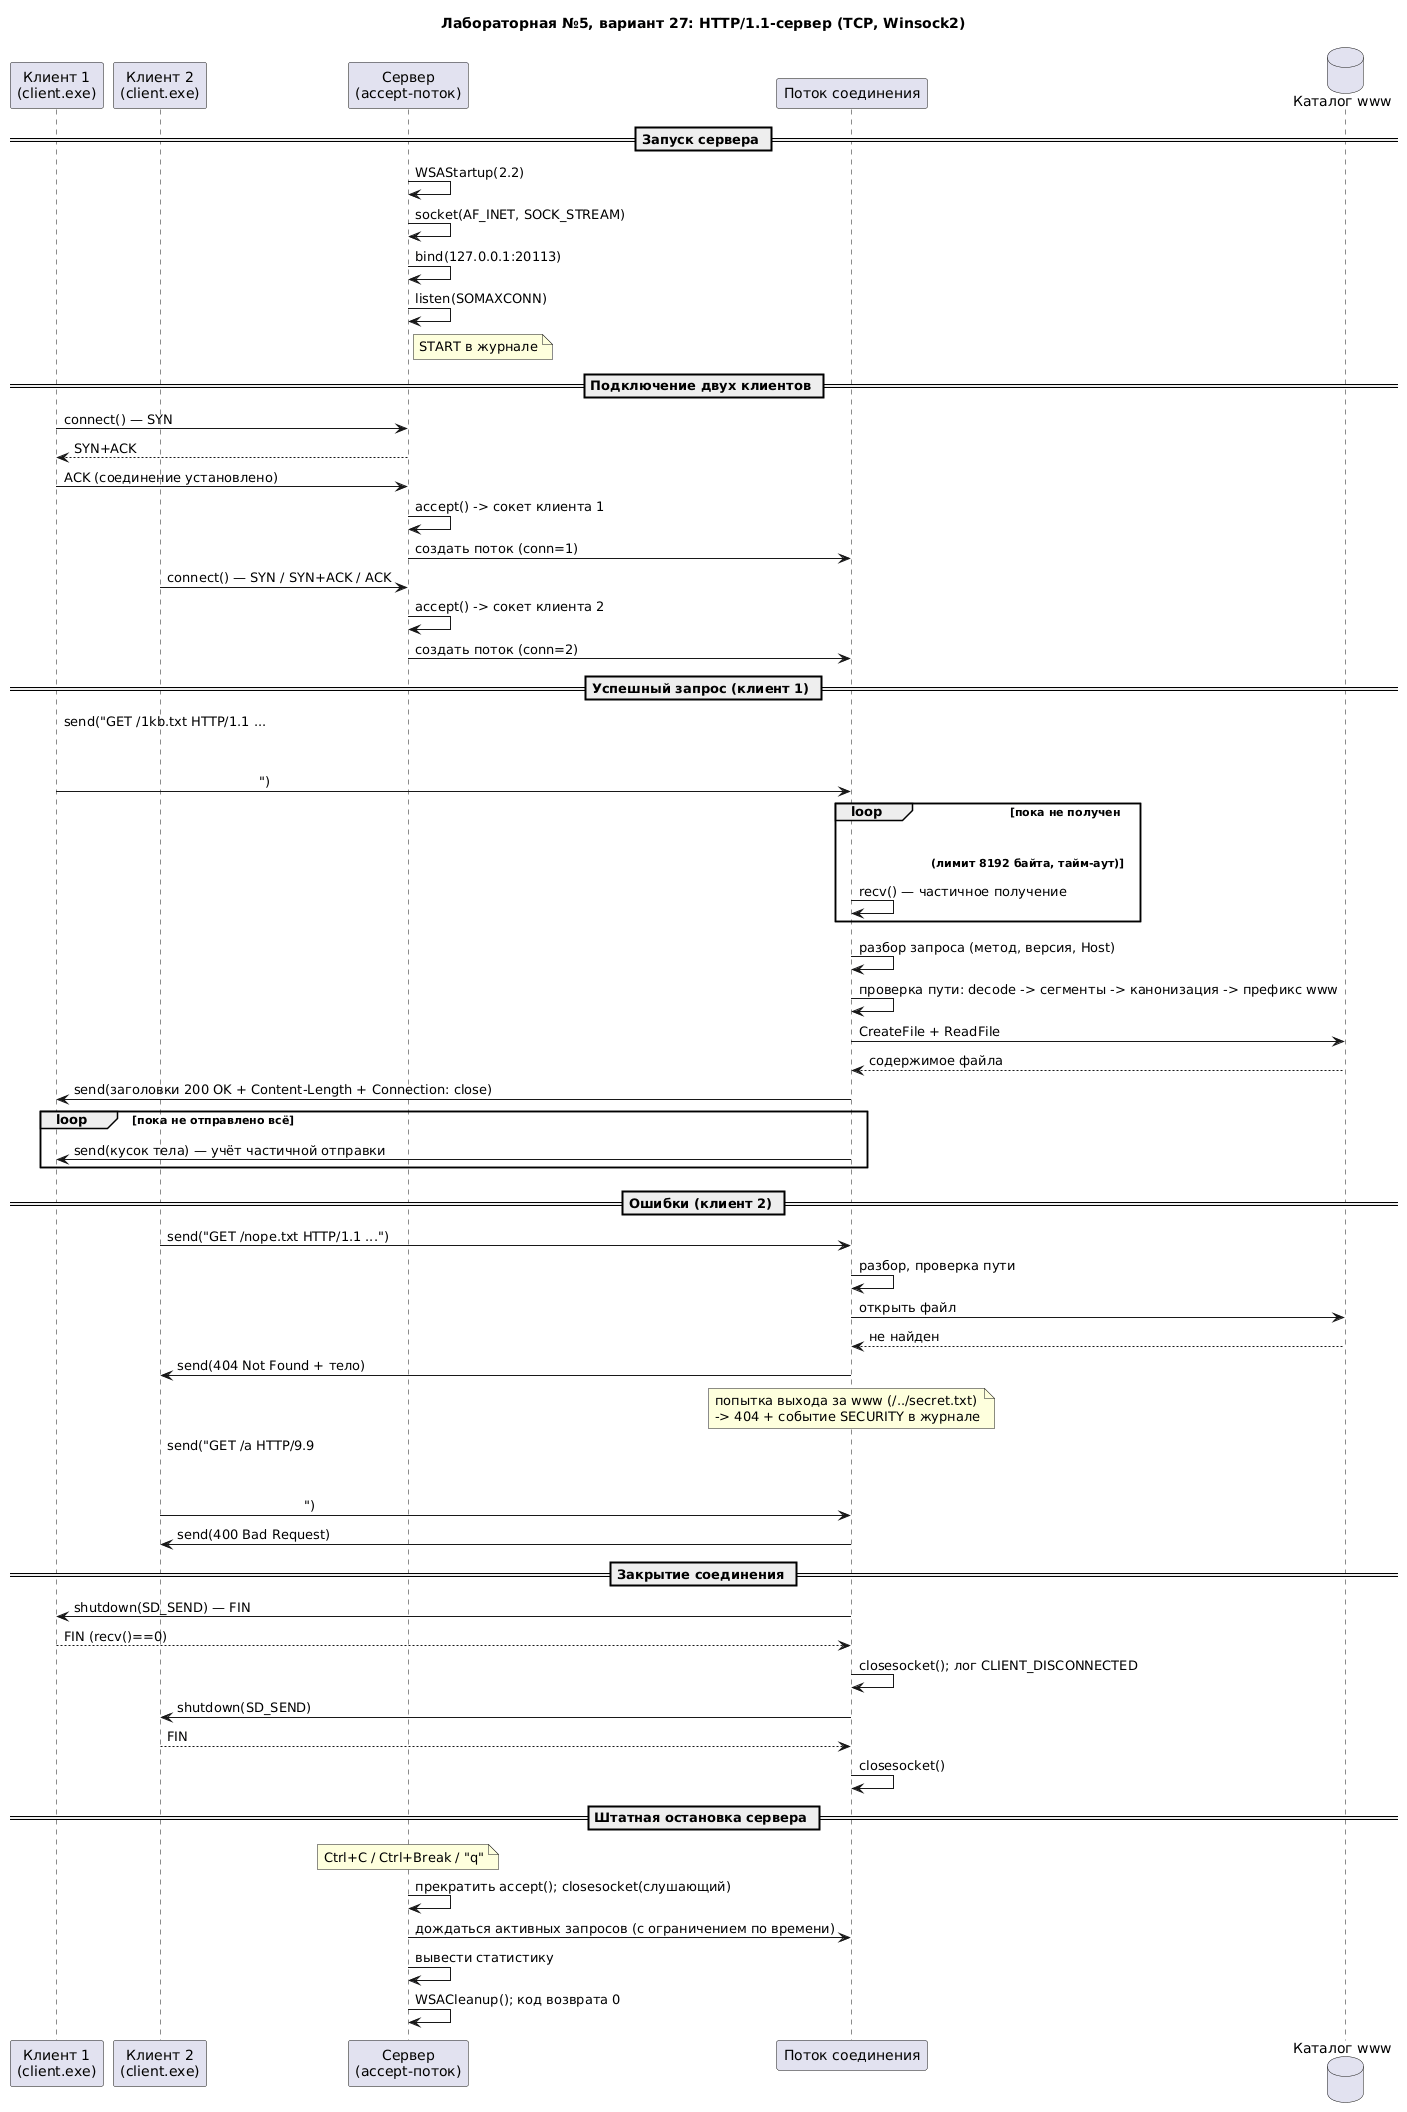 Лабораторная №5, вариант 27: HTTP/1.1-сервер (TCP, Winsock2)
Клиент 1
(client.exe)
Клиент 2
(client.exe)
Сервер
(accept-поток)
Поток соединения
Каталог www
Запуск сервера
WSAStartup(2.2)
socket(AF_INET, SOCK_STREAM)
bind(127.0.0.1:20113)
listen(SOMAXCONN)
START в журнале
Подключение двух клиентов
connect() — SYN
SYN+ACK
ACK (соединение установлено)
accept() -> сокет клиента 1
создать поток (conn=1)
connect() — SYN / SYN+ACK / ACK
accept() -> сокет клиента 2
создать поток (conn=2)
Успешный запрос (клиент 1)
send("GET /1kb.txt HTTP/1.1 ...
")
loop
[пока не получен
(лимит 8192 байта, тайм-аут)]
recv() — частичное получение
разбор запроса (метод, версия, Host)
проверка пути: decode -> сегменты -> канонизация -> префикс www
CreateFile + ReadFile
содержимое файла
send(заголовки 200 OK + Content-Length + Connection: close)
loop
[пока не отправлено всё]
send(кусок тела) — учёт частичной отправки
Ошибки (клиент 2)
send("GET /nope.txt HTTP/1.1 ...")
разбор, проверка пути
открыть файл
не найден
send(404 Not Found + тело)
попытка выхода за www (/../secret.txt)
-> 404 + событие SECURITY в журнале
send("GET /a HTTP/9.9
")
send(400 Bad Request)
Закрытие соединения
shutdown(SD_SEND) — FIN
FIN (recv()==0)
closesocket(); лог CLIENT_DISCONNECTED
shutdown(SD_SEND)
FIN
closesocket()
Штатная остановка сервера
Ctrl+C / Ctrl+Break / "q"
прекратить accept(); closesocket(слушающий)
дождаться активных запросов (с ограничением по времени)
вывести статистику
WSACleanup(); код возврата 0
Клиент 1
(client.exe)
Клиент 2
(client.exe)
Сервер
(accept-поток)
Поток соединения
Каталог www